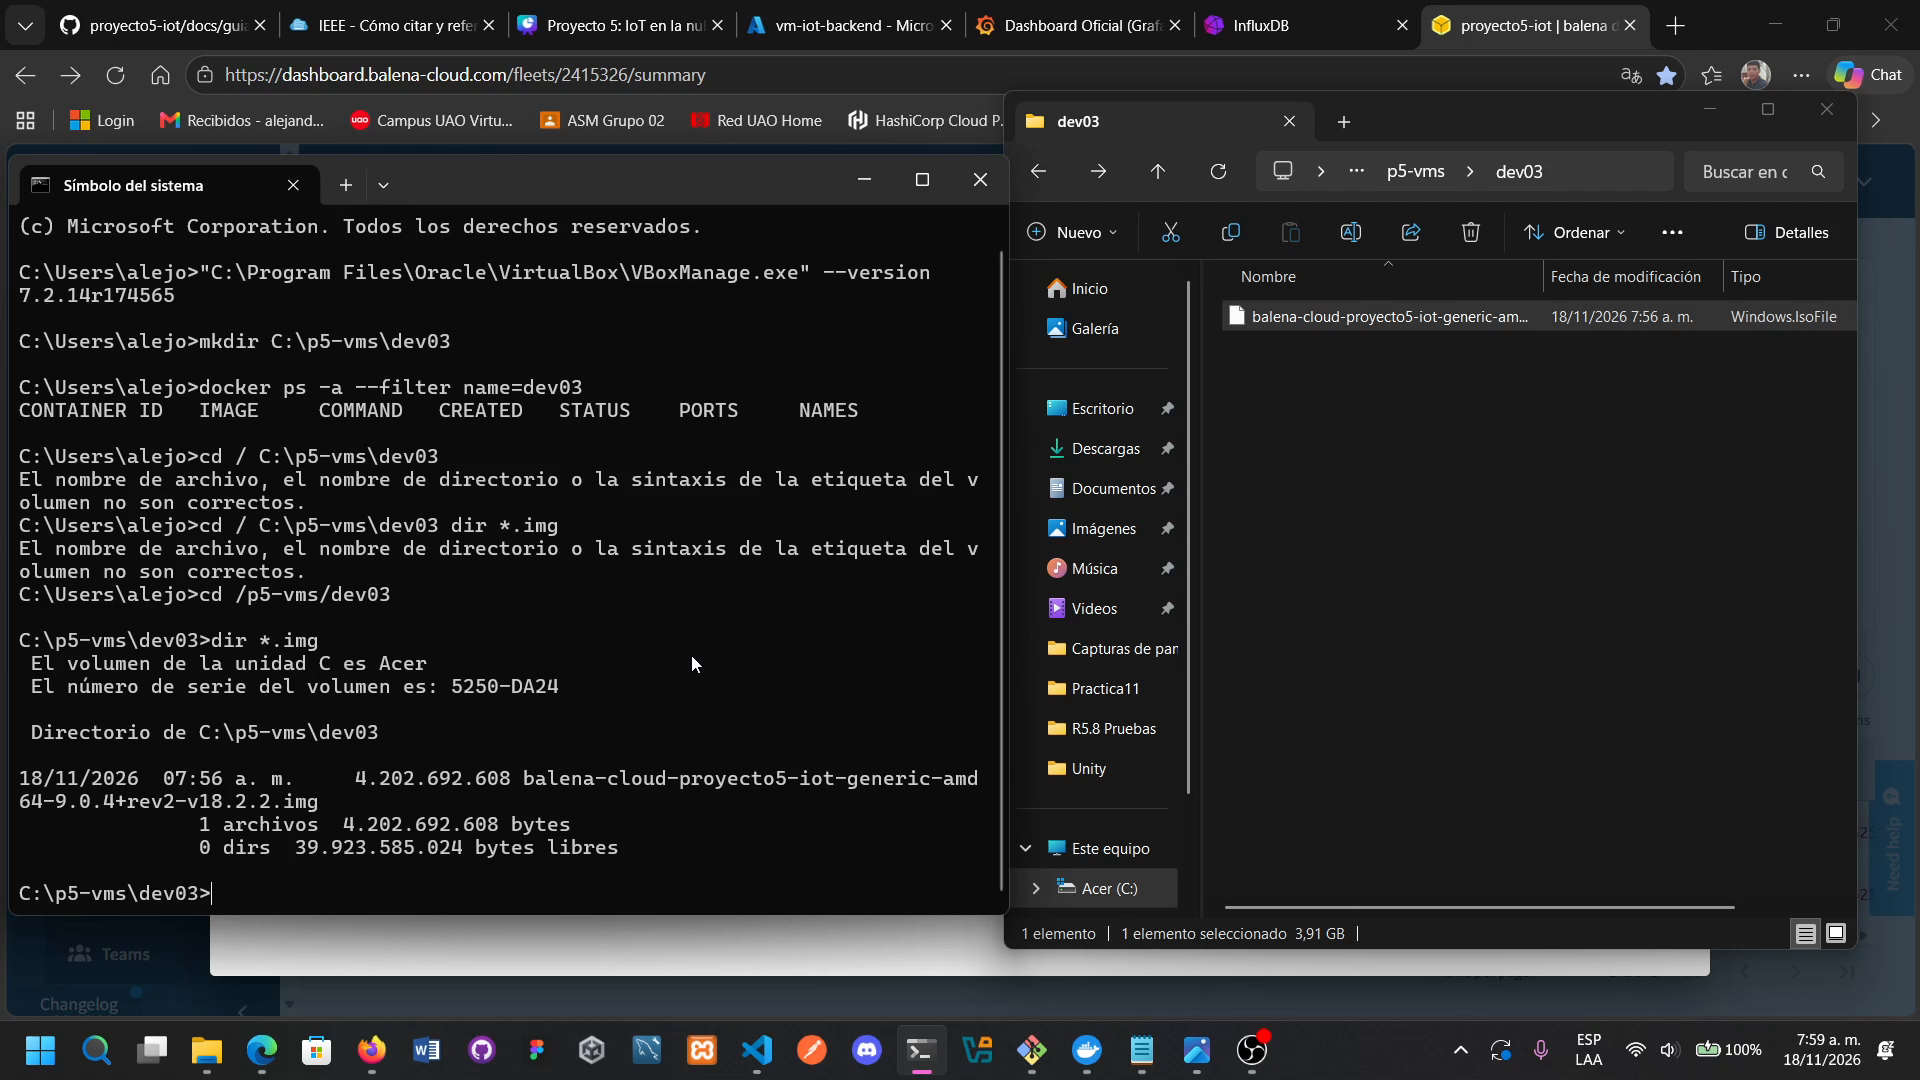 proyecto5-iot/docs/guia
IEEE - Cómo citar y refer
Proyecto 5: IoT en la nu
vm-iot-backend - Micro
Dashboard Oficial (Grafa
InfluxDB
proyecto5-iot | balena d
https://dashboard.balena-cloud.com/fleets/2415326/summary
Chat
Login
Recibidos - alejand...
Campus UAO Virtu...
ASM Grupo 02
Red UAO Home
HashiCorp Cloud P.
Símbolo del sistema
(c) Microsoft Corporation. Todos los derechos reservados.
C:\Users\alejo>"C:\Program Files\Oracle\VirtualBox\VBoxManage.exe" --version
7.2.14r174565
C:\Users\alejo>mkdir C:\p5-vms\dev03
C:\Users\alejo>docker ps -a --filter name=dev03
CONTAINER ID IMAGE COMMAND CREATED STATUS PORTS NAMES
C:\Users\alejo>cd / C:\p5-vms\dev03
El nombre de archivo, el nombre de directorio o la sintaxis de la etiqueta del v
olumen no son correctos.
C:\Users\alejo>cd / C:\p5-vms\dev03 dir *.img
El nombre de archivo, el nombre de directorio o la sintaxis de la etiqueta del v
olumen no son correctos.
C:\Users\alejo>cd /p5-vms/dev03
C:\p5-vms\dev03>dir *.img
El volumen de la unidad C es Acer
El número de serie del volumen es: 5250-DA24
Directorio de C:\p5-vms\dev03
18/11/2026 07:56 a. m. 4.202.692.608 balena-cloud-proyecto5-iot-generic-amd
64-9.0.4+rev2-v18.2.2.img
1 archivos 4.202.692.608 bytes
0 dirs 39.923.585.024 bytes libres
C:\p5-vms\dev03>
dev03
p5-vms
dev03
Buscar en c
Nuevo
Ordenar
Detalles
Nombre
Fecha de modificación
Tipo
balena-cloud-proyecto5-iot-generic-am...
18/11/2026 7:56 a. m.
Windows.IsoFile
Inicio
Galería
Escritorio
Descargas
Documentos
Imágenes
Música
Videos
Capturas de par
Practica11
R5.8 Pruebas
Unity
Este equipo
Acer (C:)
1 elemento
1 elemento seleccionado 3,91 GB
Need help
Teams
Changelog
ESP
LAA
100%
7:59 a. m.
18/11/2026